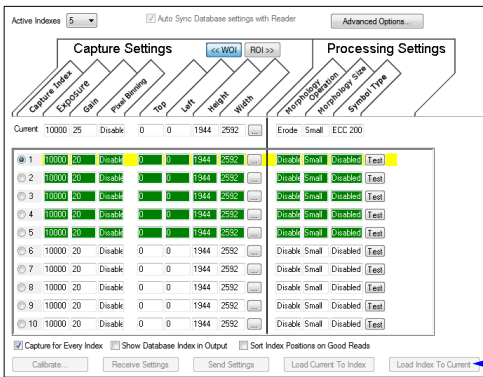 Active Indexes 5 Auto Sync Database settings with Reader Advanced Options...
Capture Settings << WOI ROI >> Processing Settings
Capture Index Exposure Gain Pixel Binning Top Left Height Width Morphology Operation Morphology Size Symbol Type
Current 10000 25 Disable 0 0 1944 2592 ... Erode Small ECC 200
1 10000 20 Disable 0 0 1944 2592 ... Disable Small Disabled Test
2 10000 20 Disable 0 0 1944 2592 ... Disable Small Disabled Test
3 10000 20 Disable 0 0 1944 2592 ... Disable Small Disabled Test
4 10000 20 Disable 0 0 1944 2592 ... Disable Small Disabled Test
5 10000 20 Disable 0 0 1944 2592 ... Disable Small Disabled Test
6 10000 20 Disable 0 0 1944 2592 ... Disable Small Disabled Test
7 10000 20 Disable 0 0 1944 2592 ... Disable Small Disabled Test
8 10000 20 Disable 0 0 1944 2592 ... Disable Small Disabled Test
9 10000 20 Disable 0 0 1944 2592 ... Disable Small Disabled Test
10 10000 20 Disable 0 0 1944 2592 ... Disable Small Disabled Test
Capture for Every Index Show Database Index in Output Sort Index Positions on Good Reads
Calibrate... Receive Settings Send Settings Load Current To Index Load Index To Current